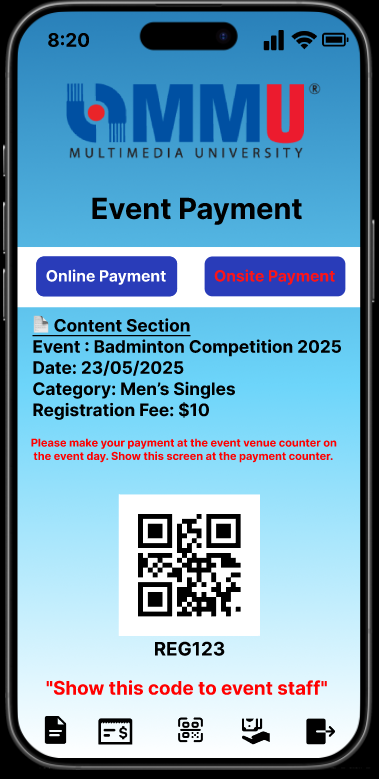 8:20
MMU®
MULTIMEDIA UNIVERSITY
Event Payment
Online Payment
Onsite Payment
Content Section
Event : Badminton Competition 2025
Date: 23/05/2025
Category: Men's Singles
Registration Fee: $10
Please make your payment at the event venue counter on
the event day. Show this screen at the payment counter.
REG123
"Show this code to event staff"